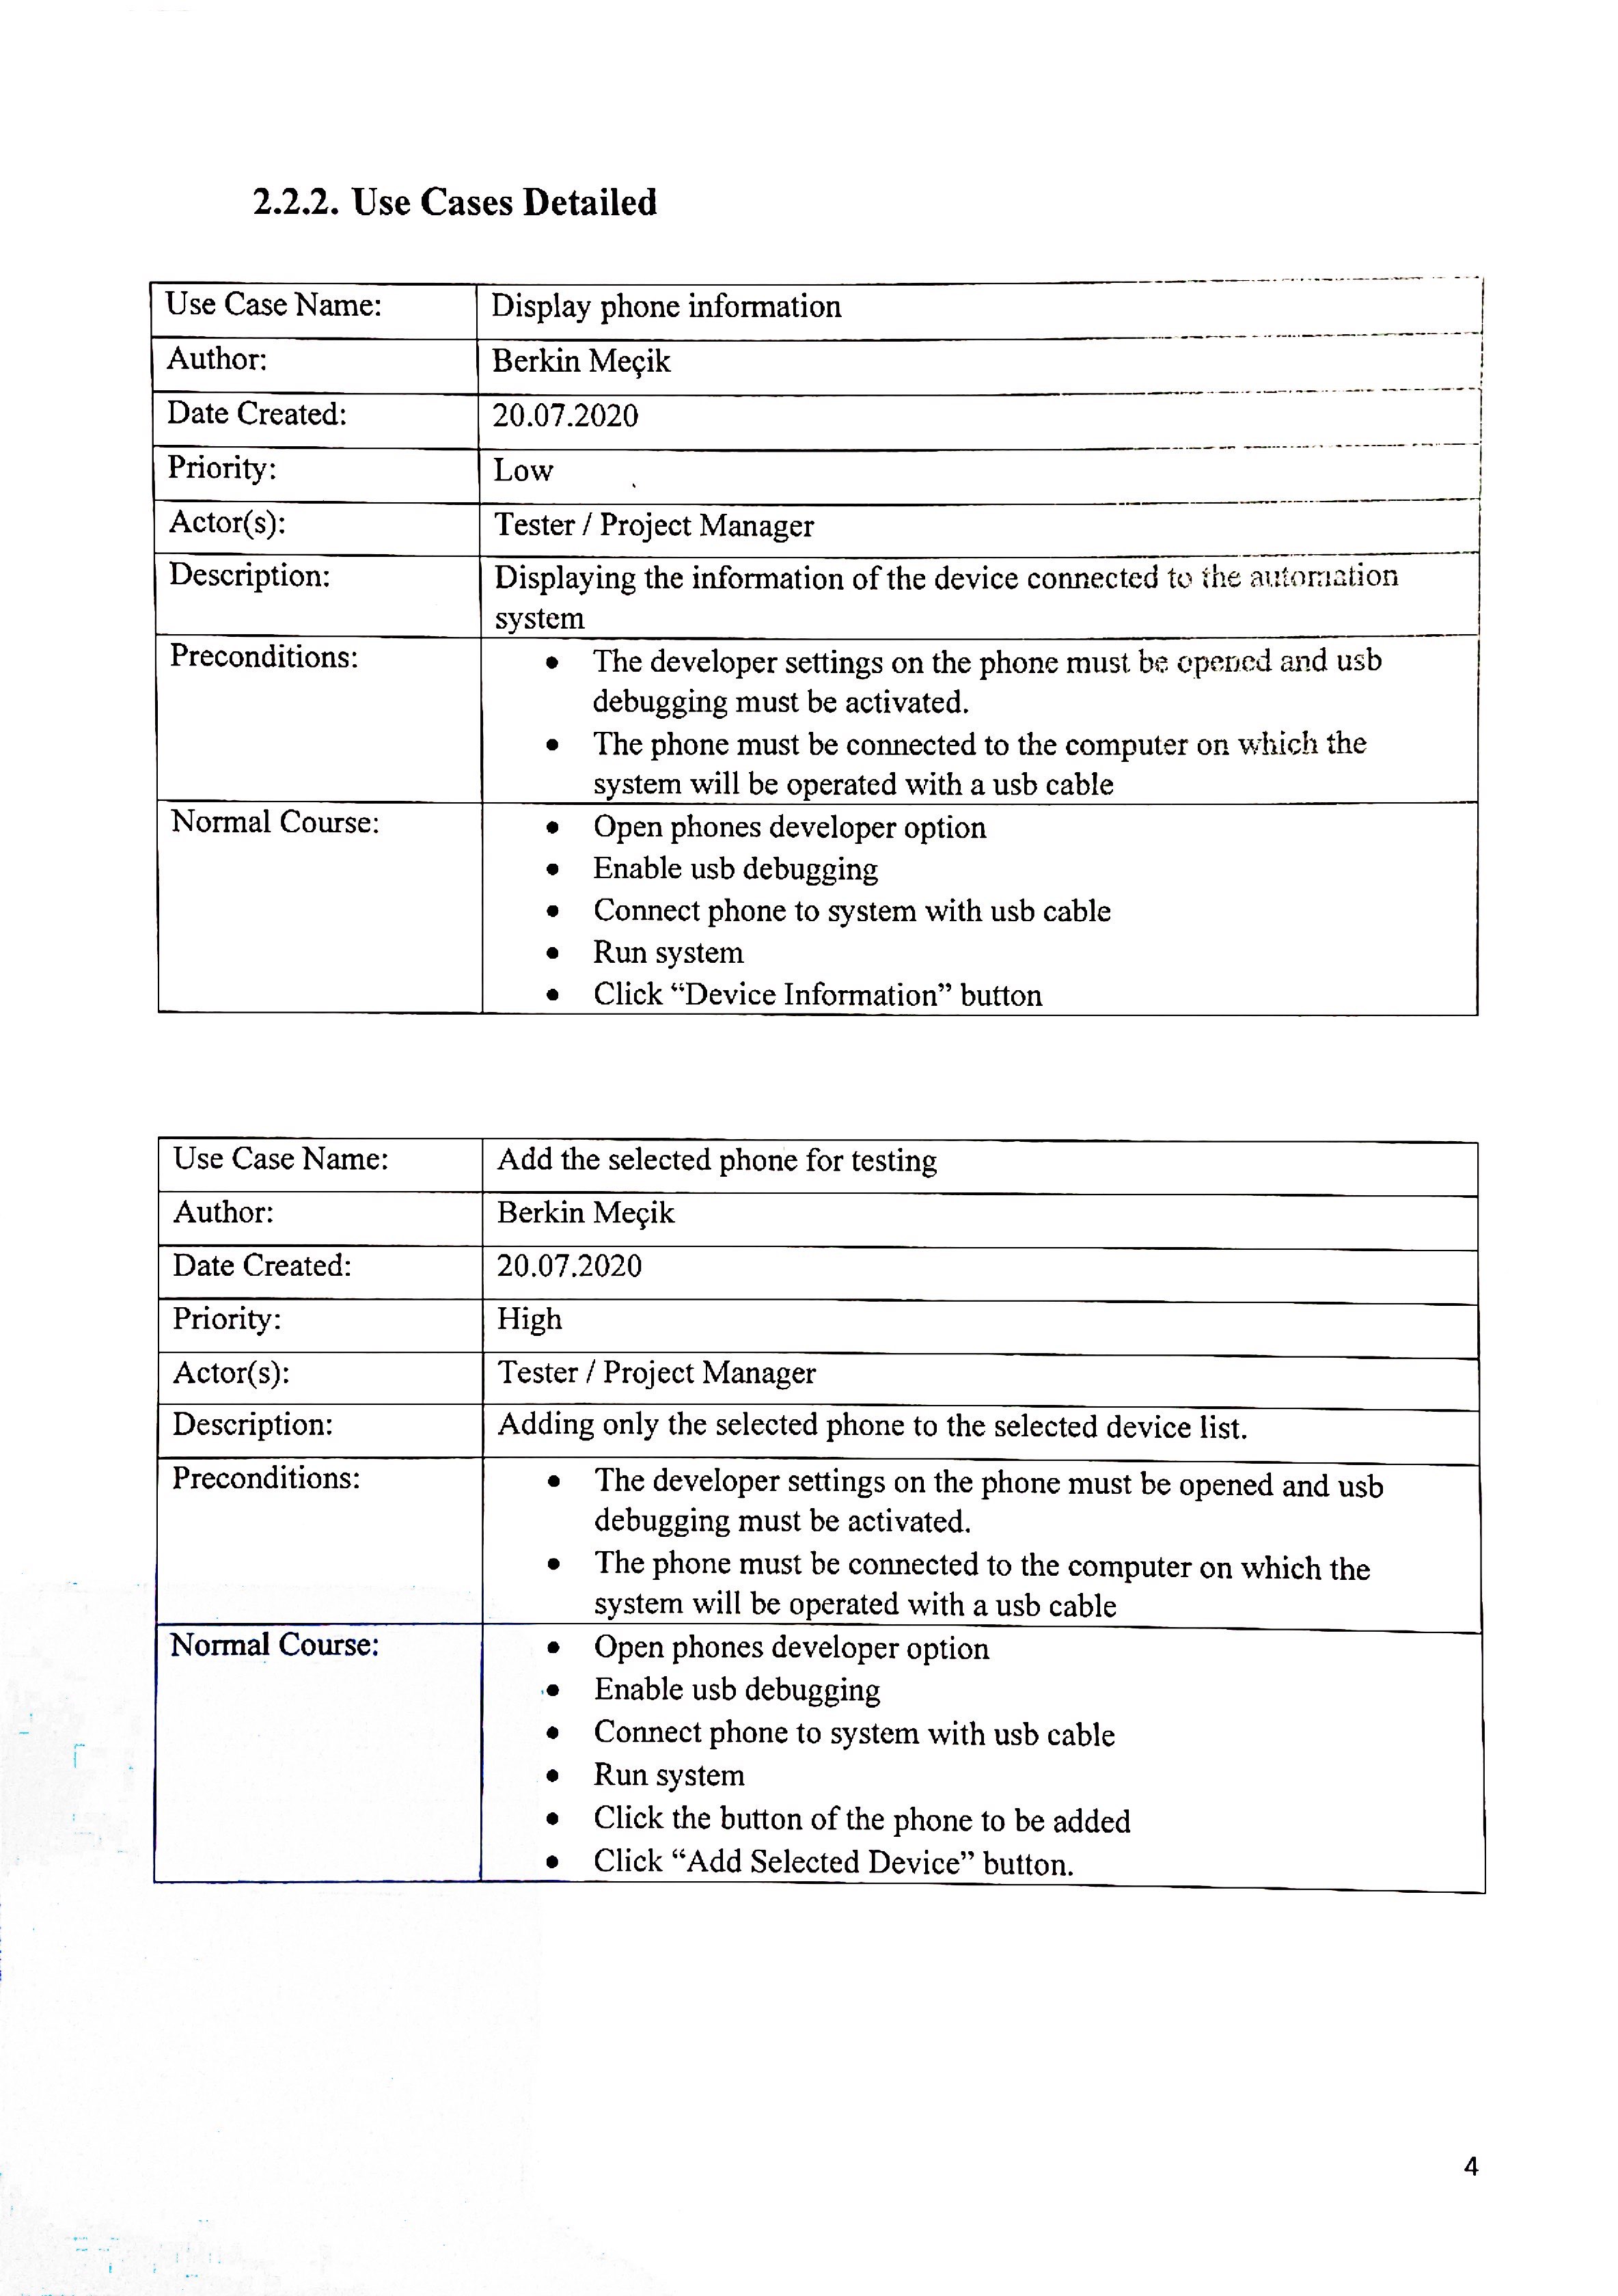 2.2.2. Use Cases Detailed
Use Case Name: Display phone information
Author: Berkin Meçik
Date Created: 20.07.2020
Priority: Low
Actor(s): Tester / Project Manager
Description: Displaying the information of the device connected to the automation
system
Preconditions: • The developer settings on the phone must be opened and usb
debugging must be activated.
• The phone must be connected to the computer on which the
system will be operated with a usb cable
Normal Course: • Open phones developer option
• Enable usb debugging
• Connect phone to system with usb cable
• Run system
• Click “Device Information” button
Use Case Name: Add the selected phone for testing
Author: Berkin Meçik
Date Created: 20.07.2020
Priority: High
Actor(s): Tester / Project Manager
Description: Adding only the selected phone to the selected device list.
Preconditions: • The developer settings on the phone must be opened and usb
debugging must be activated.
• The phone must be connected to the computer on which the
system will be operated with a usb cable
Normal Course: • Open phones developer option
• Enable usb debugging
• Connect phone to system with usb cable
• Run system
• Click the button of the phone to be added
• Click “Add Selected Device” button.
4